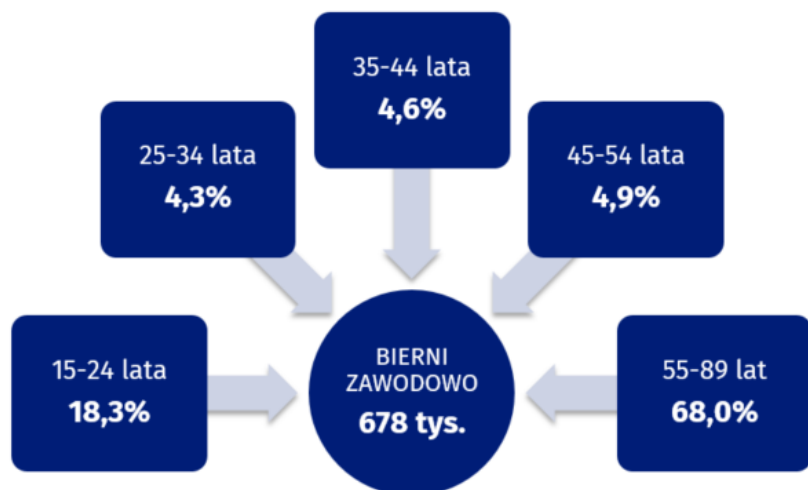 35-44 lata
4,6%
25-34 lata
4,3%
45-54 lata
4,9%
15-24 lata
18,3%
BIERNI
ZAWODOWO
678 tys.
55-89 lat
68,0%